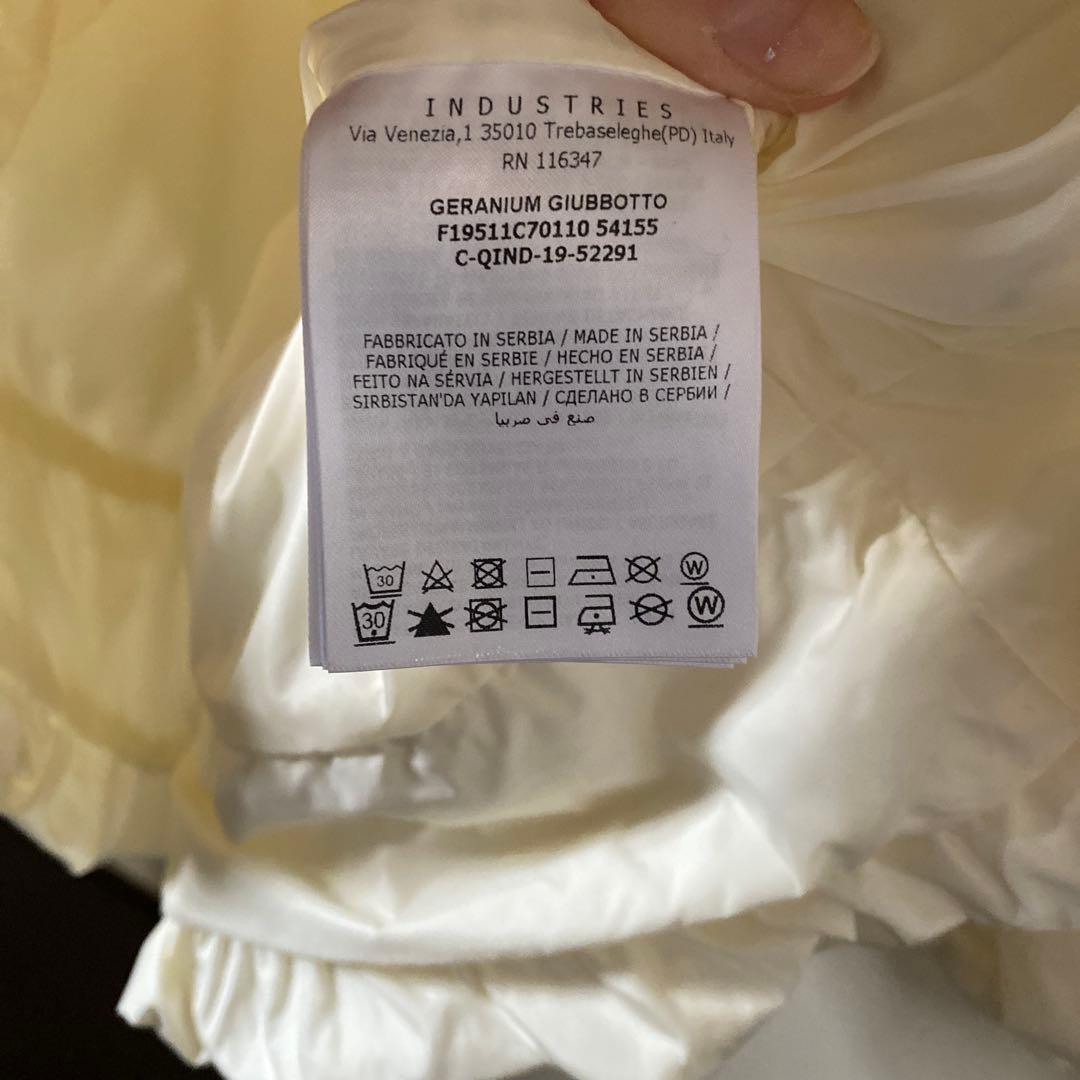 INDUSTRIES
Via Venezia,1 35010 Trebaseleghe(PD) Italy
RN 116347
GERANIUM GIUBBOTTO
F19511C70110 54155
C-QIND-19-52291
FABBRICATO IN SERBIA / MADE IN SERBIA /
FABRIQUÉ EN SERBIE / HECHO EN SERBIA /
FEITO NA SÉRVIA / HERGESTELLT IN SERBIEN /
SIRBISTAN'DA YAPILAN / СДЕЛАНО В СЕРБИИ /
صنع في صربيا
30 W
30 W